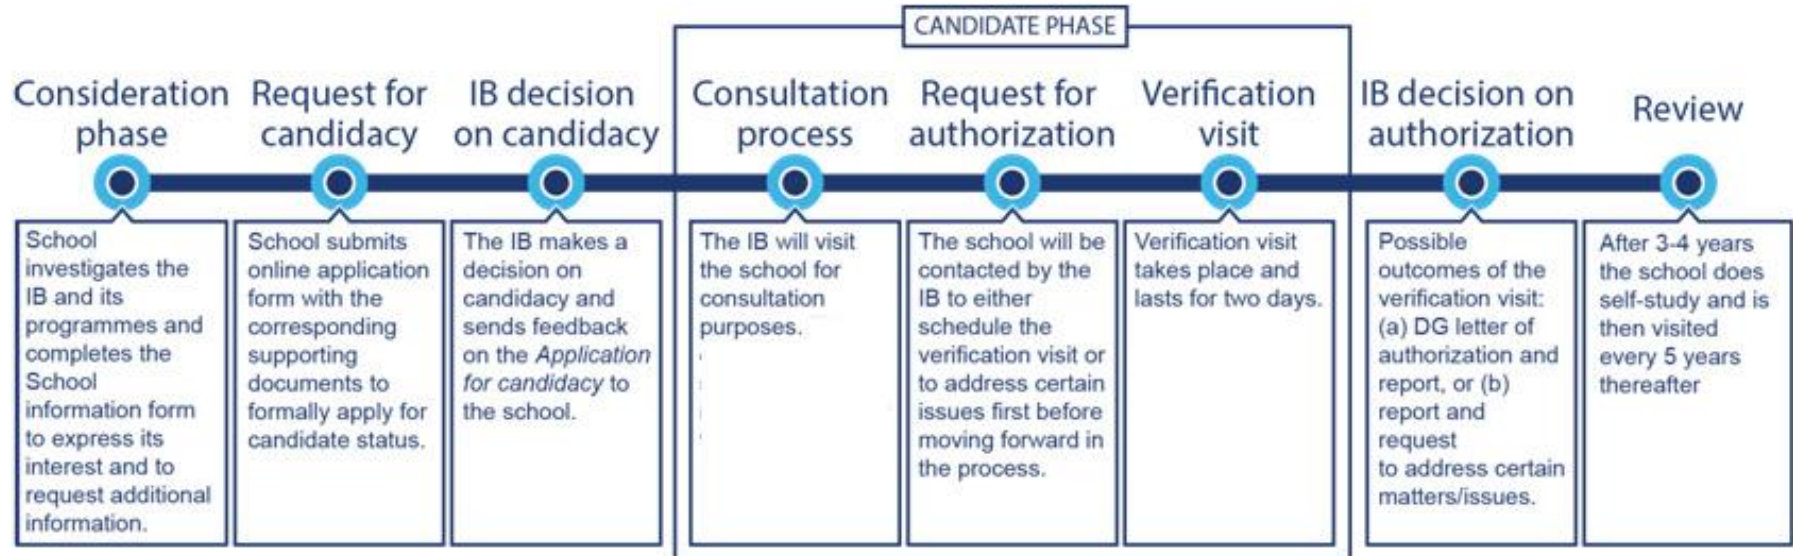 CANDIDATE PHASE
Consideration
phase
Request for
candidacy
IB decision
on candidacy
Consultation
process
Request for
authorization
Verification
visit
IB decision on
authorization
Review
School
investigates the
IB and its
programmes and
completes the
School
information form
to express its
interest and to
request additional
information.
School submits
online application
form with the
corresponding
supporting
documents to
formally apply for
candidate status.
The IB makes a
decision on
candidacy and
sends feedback
on the Application
for candidacy to
the school.
The IB will visit
the school for
consultation
purposes.
The school will be
contacted by the
IB to either
schedule the
verification visit or
to address certain
issues first before
moving forward in
the process.
Verification visit
takes place and
lasts for two days.
Possible
outcomes of the
verification visit:
(a) DG letter of
authorization and
report, or (b)
report and
request
to address certain
matters/issues.
After 3-4 years
the school does
self-study and is
then visited
every 5 years
thereafter